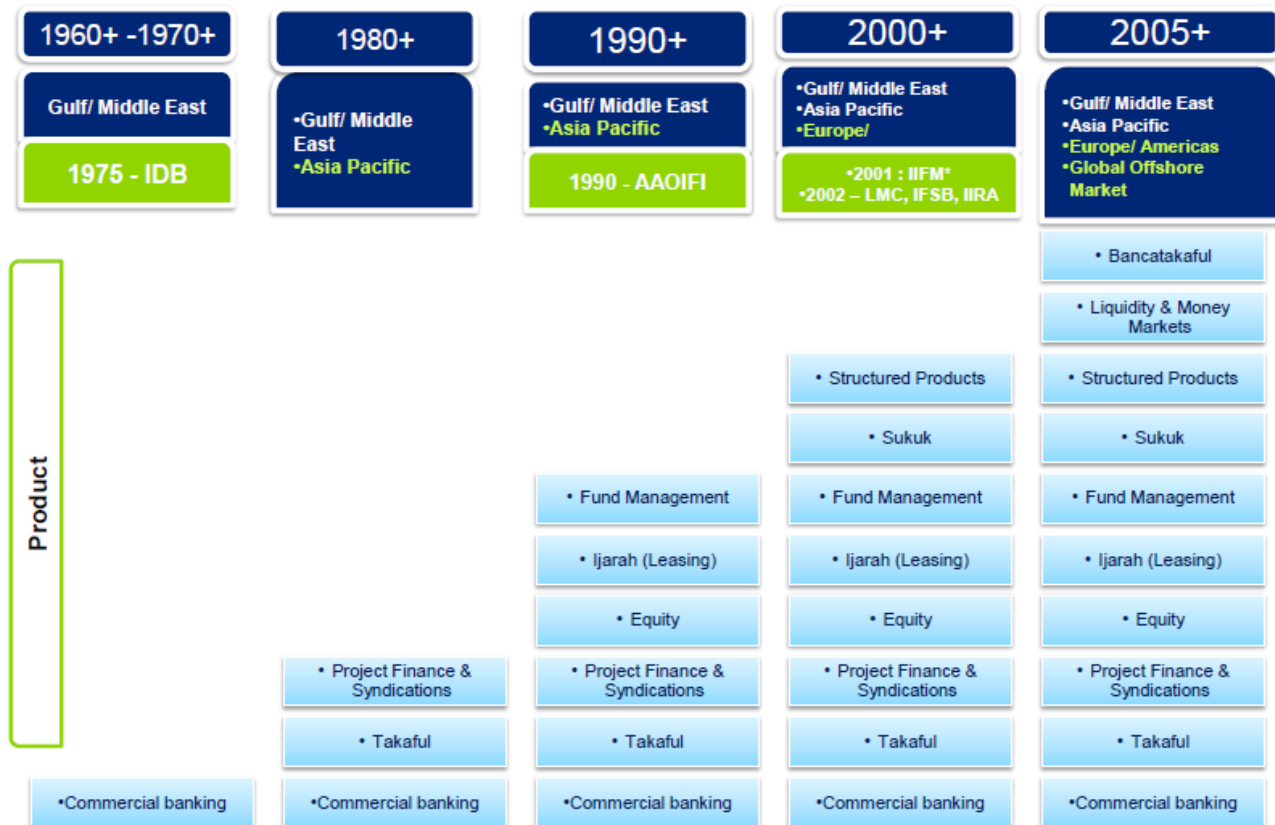 1960+ -1970+
Gulf/ Middle East
1975 - IDB
1980+
•Gulf/ Middle
East
•Asia Pacific
1990+
•Gulf/ Middle East
•Asia Pacific
1990 - AAOIFI
2000+
•Gulf/ Middle East
•Asia Pacific
•Europe/
•2001 : IIFM*
•2002 – LMC, IFSB, IIRA
2005+
•Gulf/ Middle East
•Asia Pacific
•Europe/ Americas
•Global Offshore
Market
Product
•Commercial banking
• Project Finance &
Syndications
• Takaful
•Commercial banking
• Fund Management
• Ijarah (Leasing)
• Equity
• Project Finance &
Syndications
• Takaful
•Commercial banking
• Structured Products
• Sukuk
• Fund Management
• Ijarah (Leasing)
• Equity
• Project Finance &
Syndications
• Takaful
•Commercial banking
• Bancatakaful
• Liquidity & Money
Markets
• Structured Products
• Sukuk
• Fund Management
• Ijarah (Leasing)
• Equity
• Project Finance &
Syndications
• Takaful
•Commercial banking